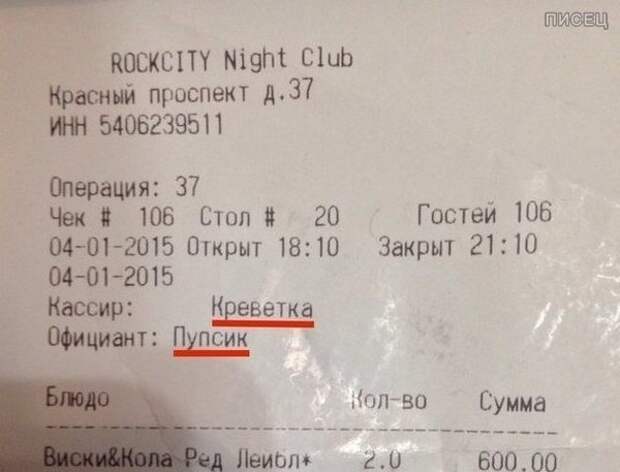 писец
ROCKCITY Night Club
Красный проспект д.37
ИНН 5406239511
Операция: 37
Чек # 106 Стол # 20 Гостей 106
04-01-2015 Открыт 18:10 Закрыт 21:10
04-01-2015
Кассир: Креветка
Официант: Пупсик
Блюдо Кол-во Сумма
Виски&Кола Ред Лейбл* 2.0 600.00